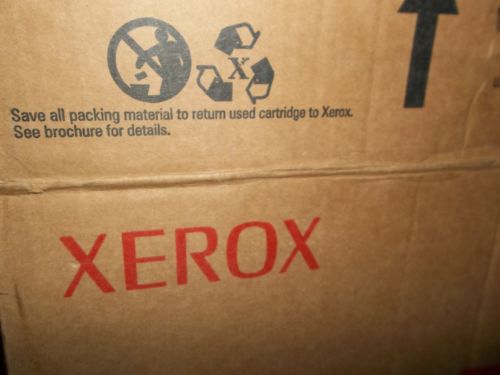 X
Save all packing material to return used cartridge to Xerox.
See brochure for details.
XEROX